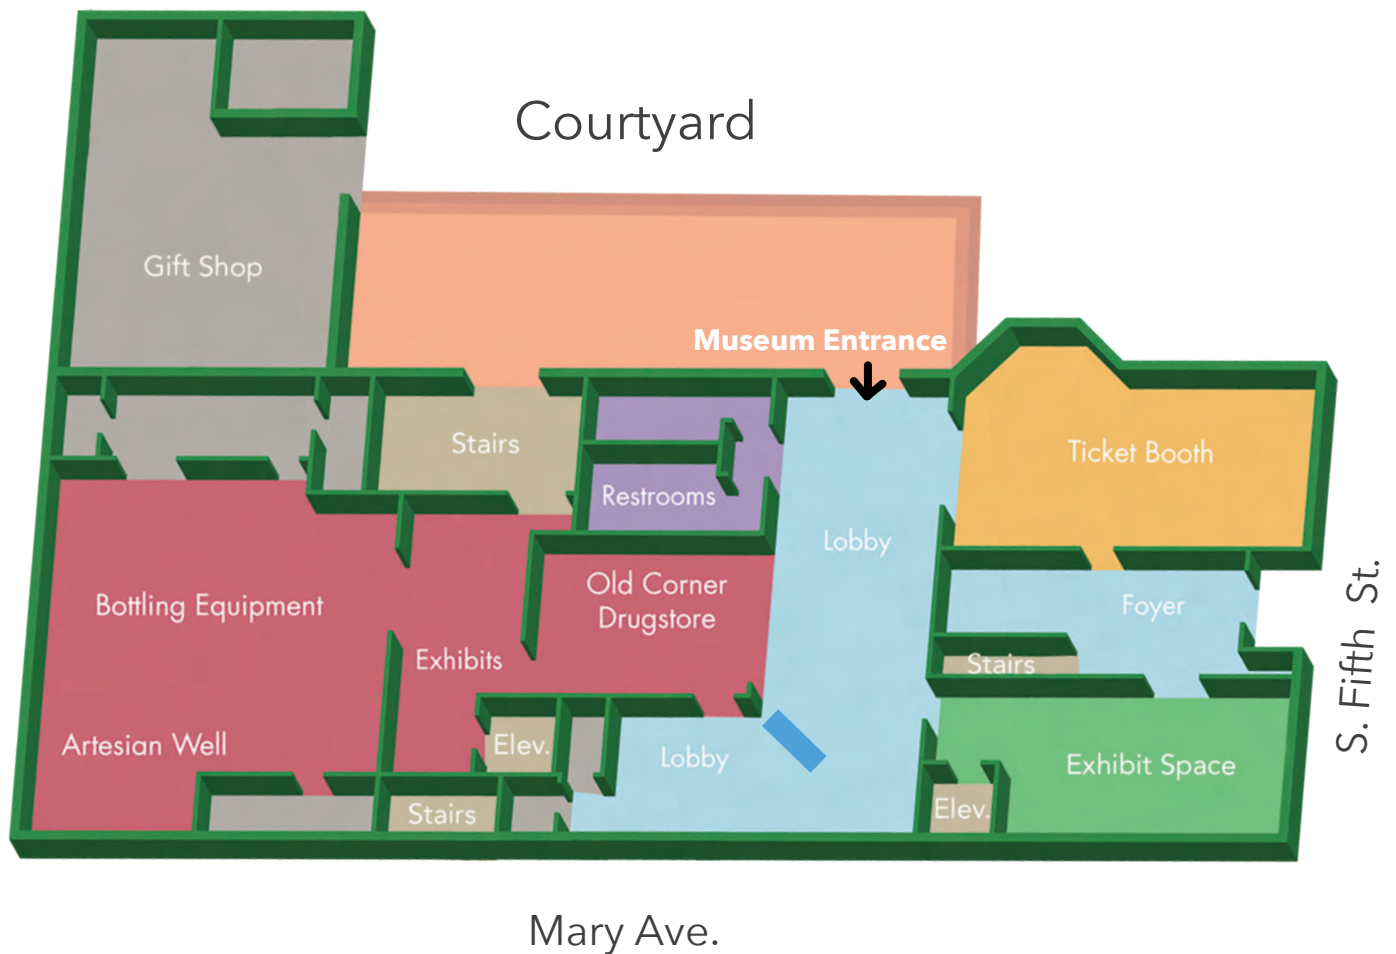 Courtyard
Gift Shop
Museum Entrance
Stairs
Ticket Booth
Restrooms
Lobby
Old Corner
Drugstore
Bottling Equipment
Foyer
Exhibits
Stairs
S. Fifth St.
Artesian Well
Elev.
Lobby
Exhibit Space
Stairs
Elev.
Mary Ave.